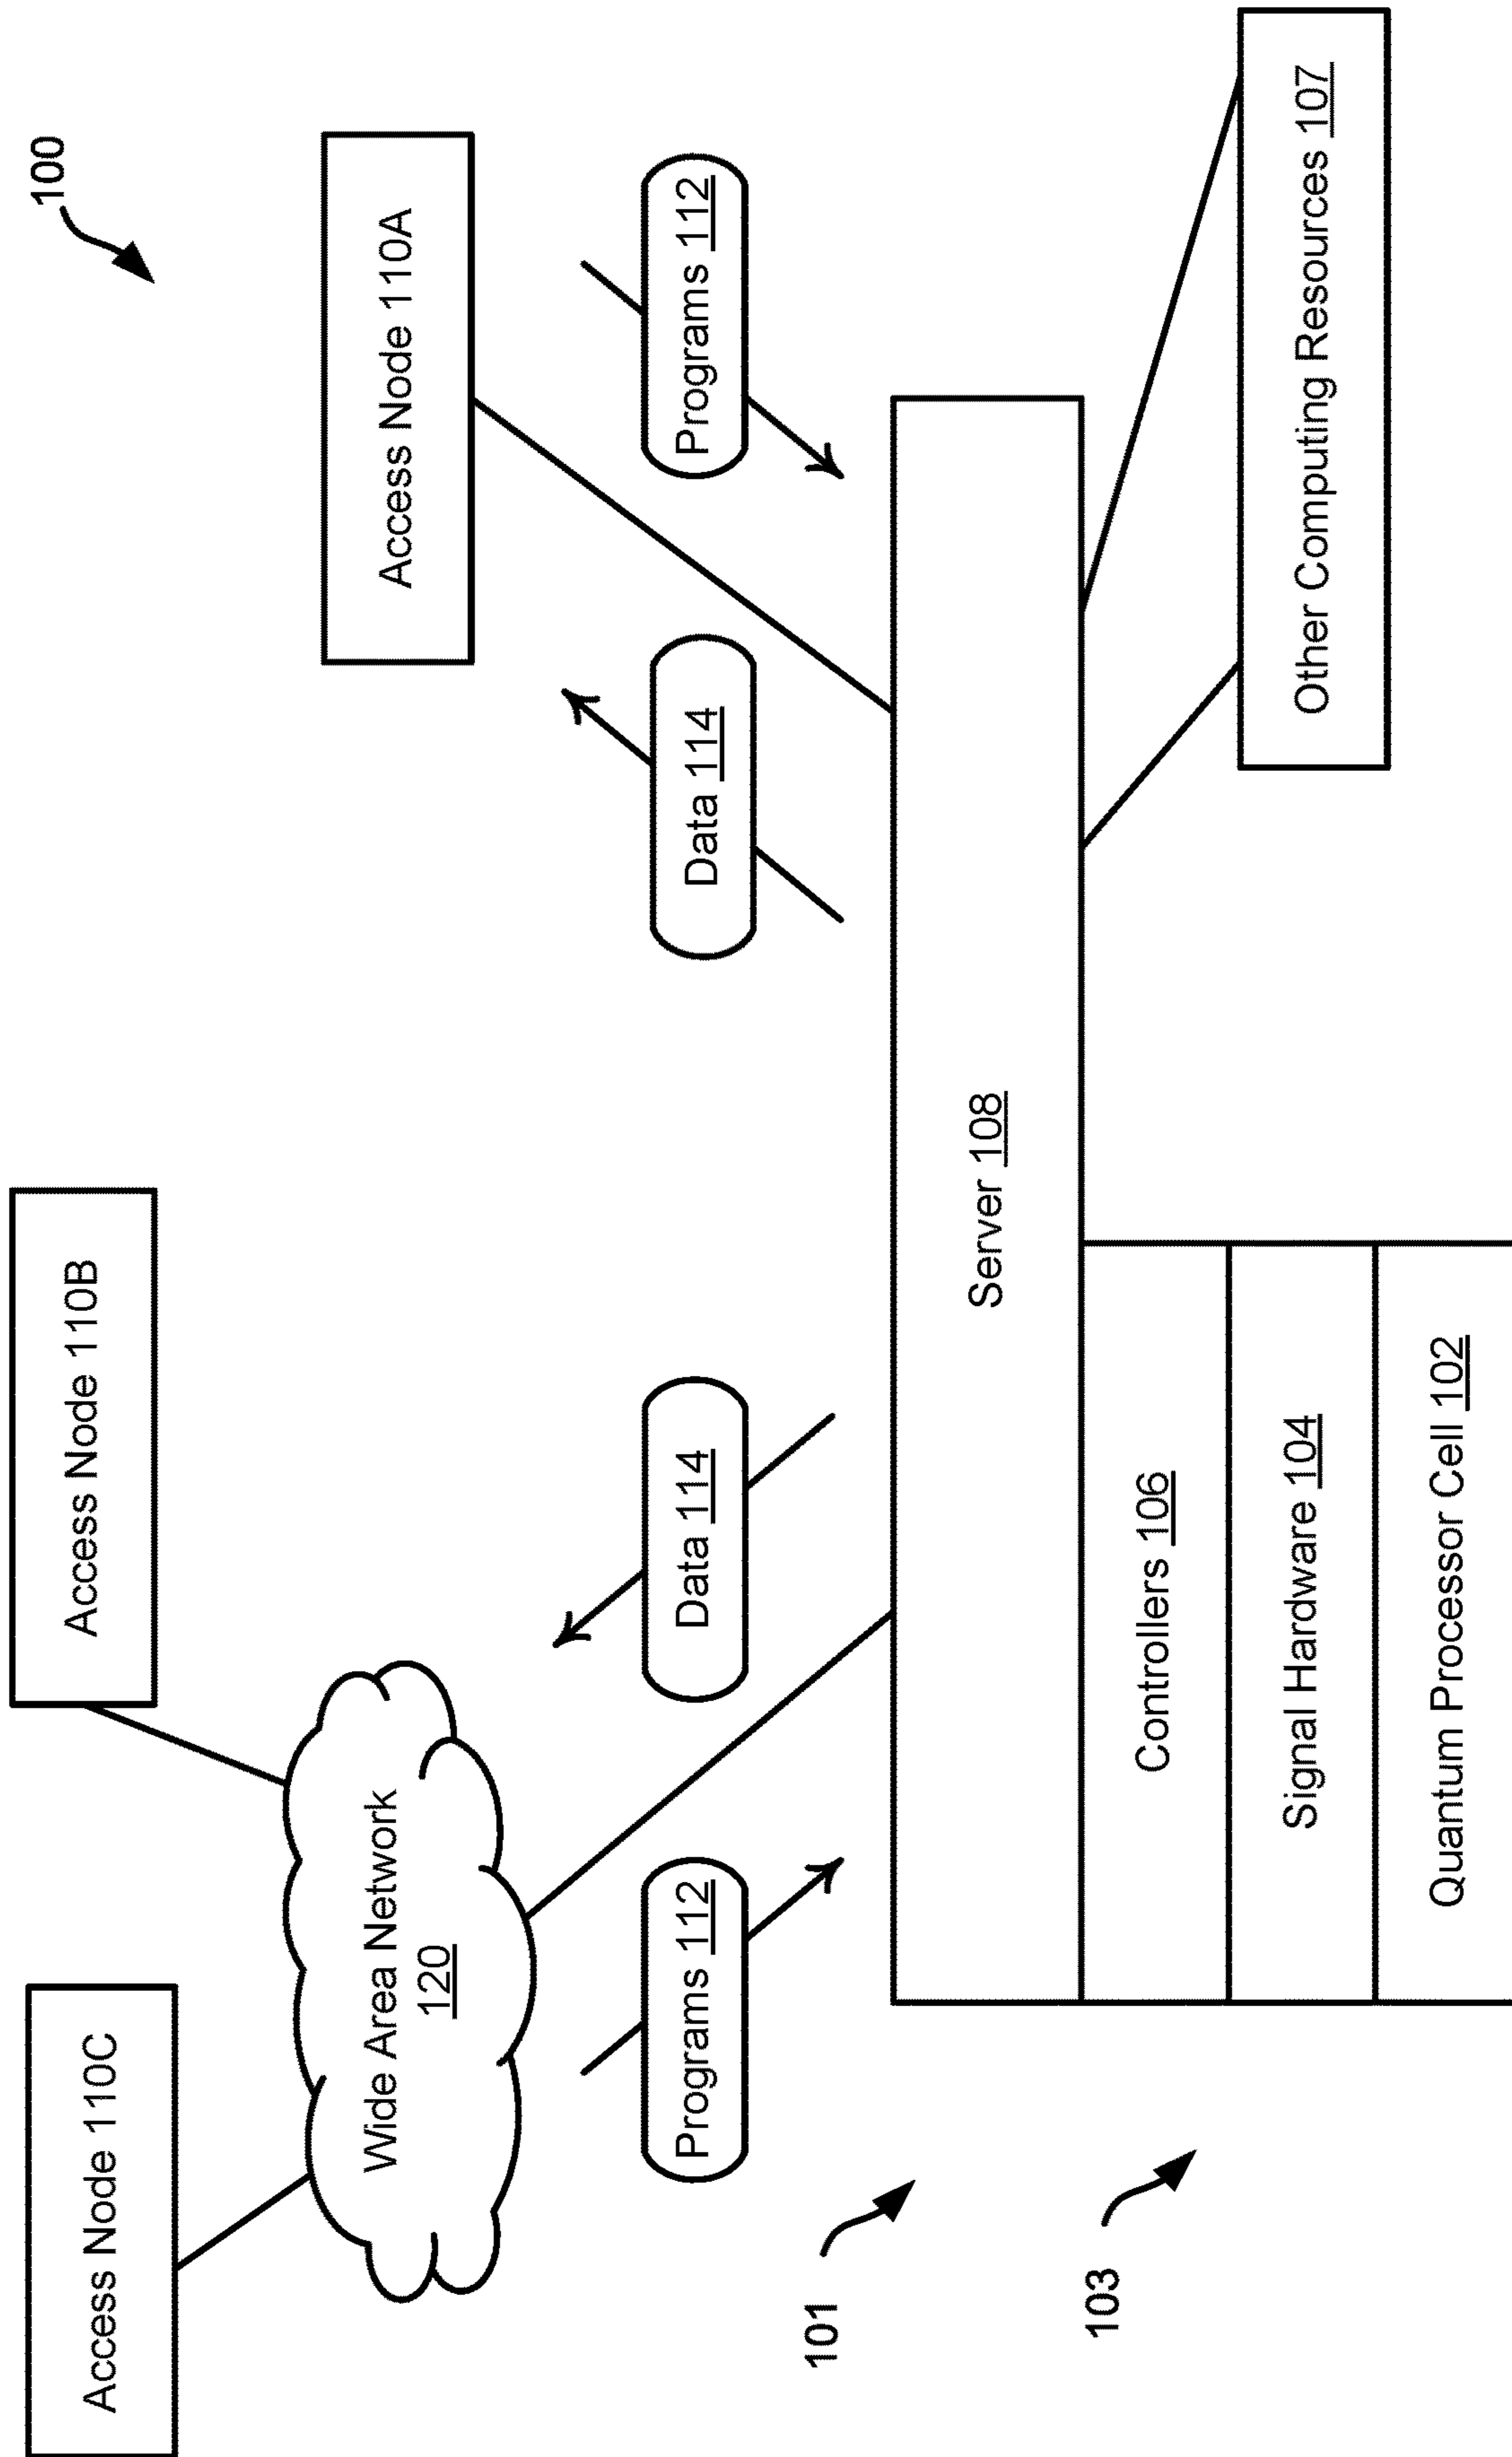 100
Access Node 110C
Access Node 110B
Access Node 110A
Wide Area Network
120
Programs 112
Data 114
Data 114
Programs 112
101
Server 108
103
Controllers 106
Signal Hardware 104
Quantum Processor Cell 102
Other Computing Resources 107